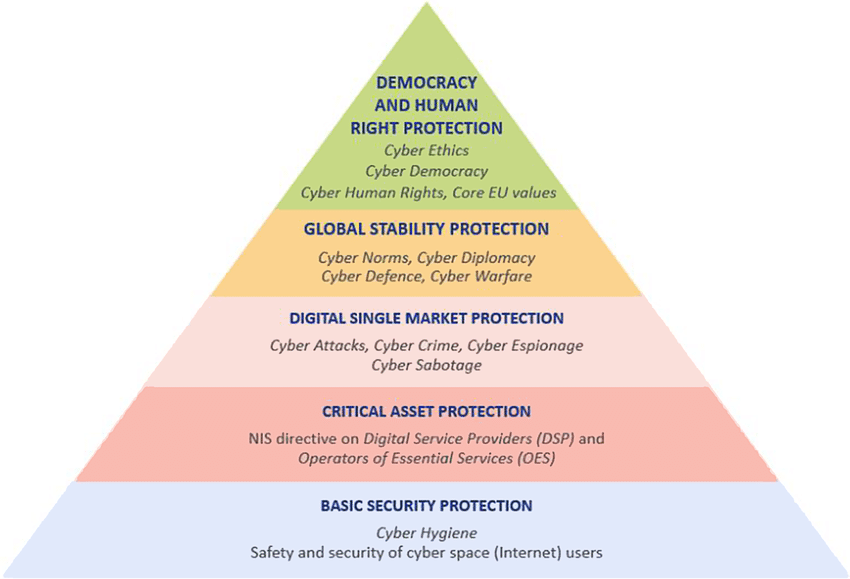 DEMOCRACY
AND HUMAN
RIGHT PROTECTION
Cyber Ethics
Cyber Democracy
Cyber Human Rights, Core EU values
GLOBAL STABILITY PROTECTION
Cyber Norms, Cyber Diplomacy
Cyber Defence, Cyber Warfare
DIGITAL SINGLE MARKET PROTECTION
Cyber Attacks, Cyber Crime, Cyber Espionage
Cyber Sabotage
CRITICAL ASSET PROTECTION
NIS directive on Digital Service Providers (DSP) and
Operators of Essential Services (OES)
BASIC SECURITY PROTECTION
Cyber Hygiene
Safety and security of cyber space (Internet) users